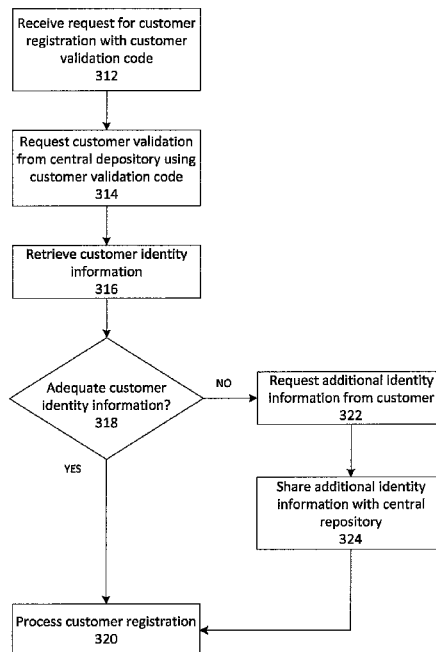 Receive request for customer
registration with customer
validation code
312
Request customer validation
from central depository using
customer validation code
314
Retrieve customer identity
information
316
Adequate customer
identity information?
318
NO
Request additional identity
information from customer
322
YES
Share additional identity
information with central
repository
324
Process customer registration
320